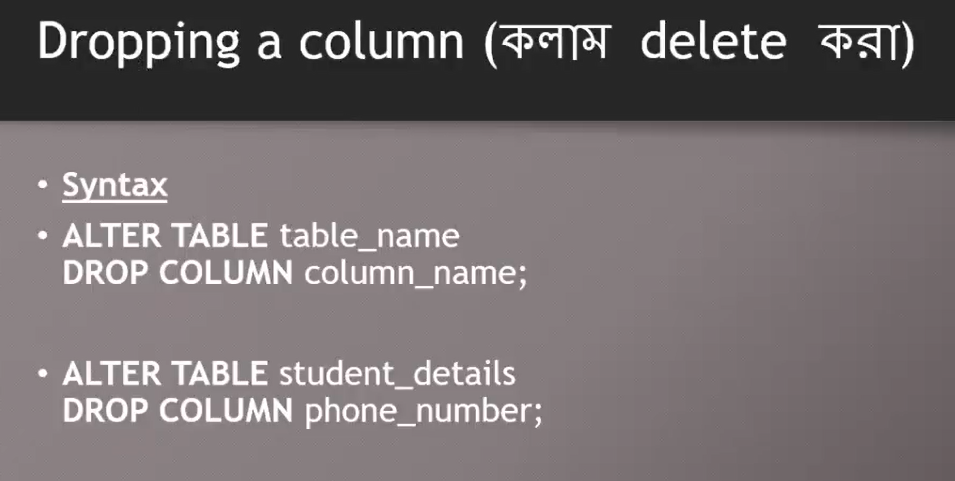 Dropping a column (কলাম delete করা)
• Syntax
• ALTER TABLE table_name
DROP COLUMN column_name;
• ALTER TABLE student_details
DROP COLUMN phone_number;